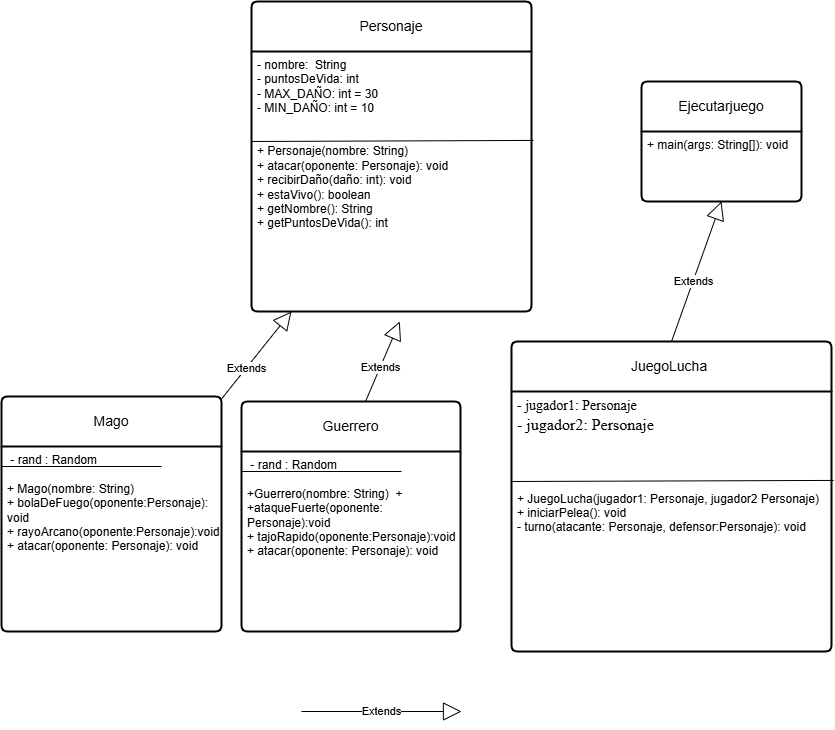 Personaje
- nombre:  String
- puntosDeVida: int
- MAX_DAÑO: int = 30
- MIN_DAÑO: int = 10
+ Personaje(nombre: String)
+ atacar(oponente: Personaje): void
+ recibirDaño(daño: int): void
+ estaVivo(): boolean
+ getNombre(): String
+ getPuntosDeVida(): int
Ejecutarjuego
+ main(args: String[]): void
Extends
Extends
Extends
Mago
- rand : Random
+ Mago(nombre: String)
+ bolaDeFuego(oponente:Personaje):
void
+ rayoArcano(oponente:Personaje):void
+ atacar(oponente: Personaje): void
Guerrero
- rand : Random
+Guerrero(nombre: String)  +
+ataqueFuerte(oponente:
Personaje):void
+ tajoRapido(oponente:Personaje):void
+ atacar(oponente: Personaje): void
JuegoLucha
- jugador1: Personaje
- jugador2: Personaje
+ JuegoLucha(jugador1: Personaje, jugador2 Personaje)
+ iniciarPelea(): void
- turno(atacante: Personaje, defensor:Personaje): void
Extends